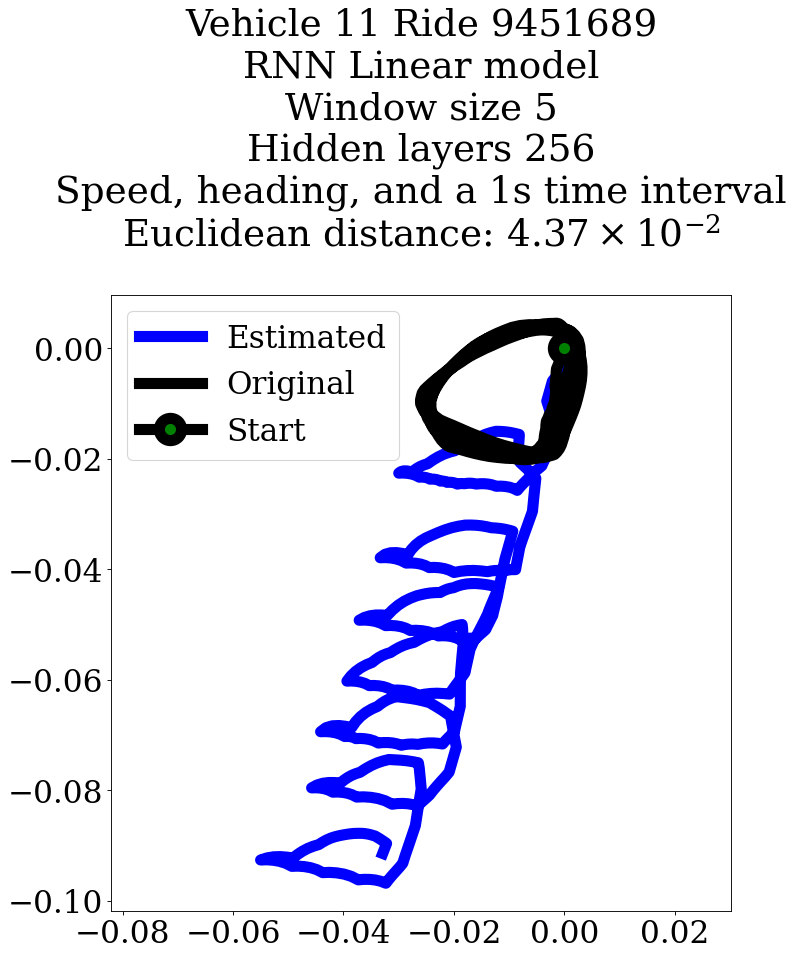 Vehicle 11 Ride 9451689
RNN Linear model
Window size 5
Hidden layers 256
Speed, heading, and a 1s time interval
Euclidean distance: 4.37 × 10⁻²
Estimated
Original
Start
0.00
−0.02
−0.04
−0.06
−0.08
−0.10
−0.08 −0.06 −0.04 −0.02 0.00 0.02